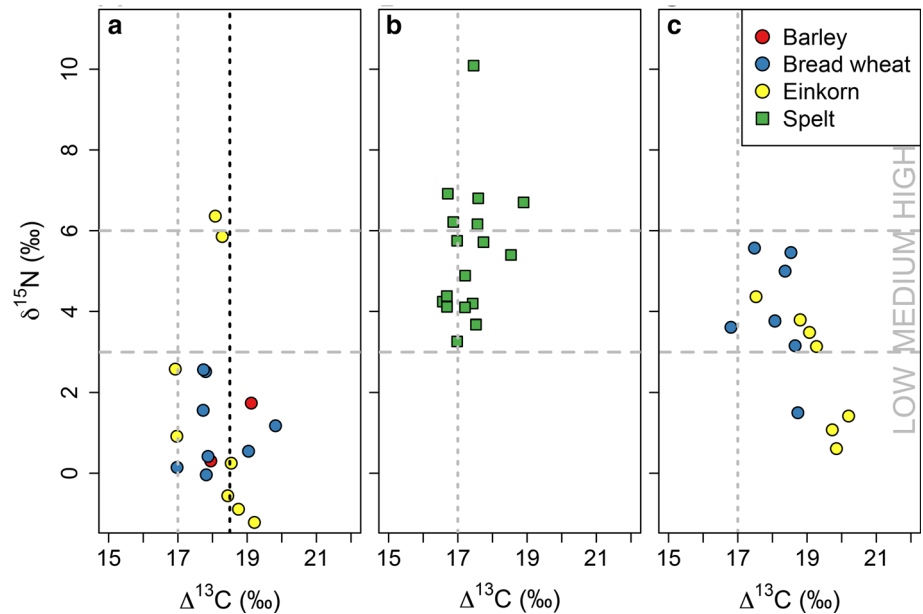 a
b
c
Barley
Bread wheat
Einkorn
Spelt
10
8
6
4
2
0
δ15N (‰)
LOW MEDIUM HIGH
15 17 19 21
15 17 19 21
15 17 19 21
Δ13C (‰)
Δ13C (‰)
Δ13C (‰)